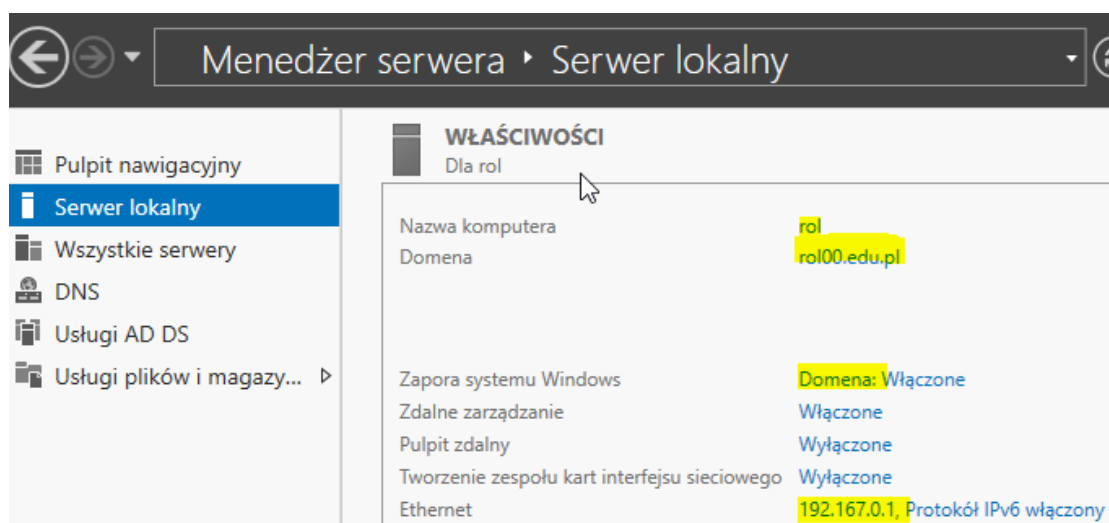 Menedżer serwera ‣ Serwer lokalny
Pulpit nawigacyjny
Serwer lokalny
Wszystkie serwery
DNS
Usługi AD DS
Usługi plików i magazy...
WŁAŚCIWOŚCI
Dla rol
Nazwa komputera rol
Domena rol00.edu.pl
Zapora systemu Windows Domena: Włączone
Zdalne zarządzanie Włączone
Pulpit zdalny Wyłączone
Tworzenie zespołu kart interfejsu sieciowego Wyłączone
Ethernet 192.167.0.1, Protokół IPv6 włączony